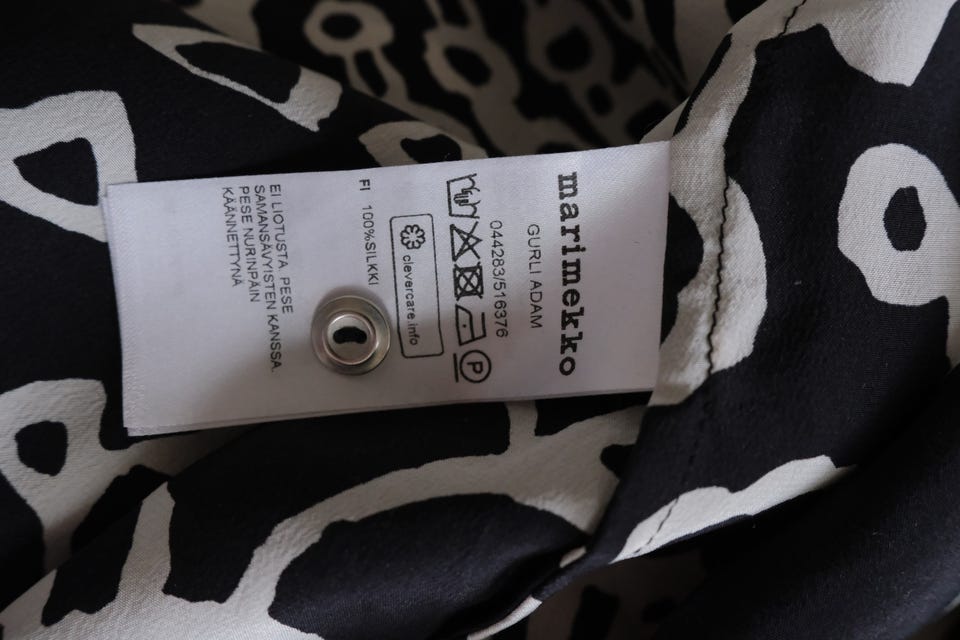 marimekko
GURLI ADAM
044283/516376
P
clevercare.info
FI 100%SILKKI
EI LIOTUSTA PESE
SAMANSÄVYISTEN KANSSA.
PESE NURINPÄIN
KÄÄNNETTYNÄ